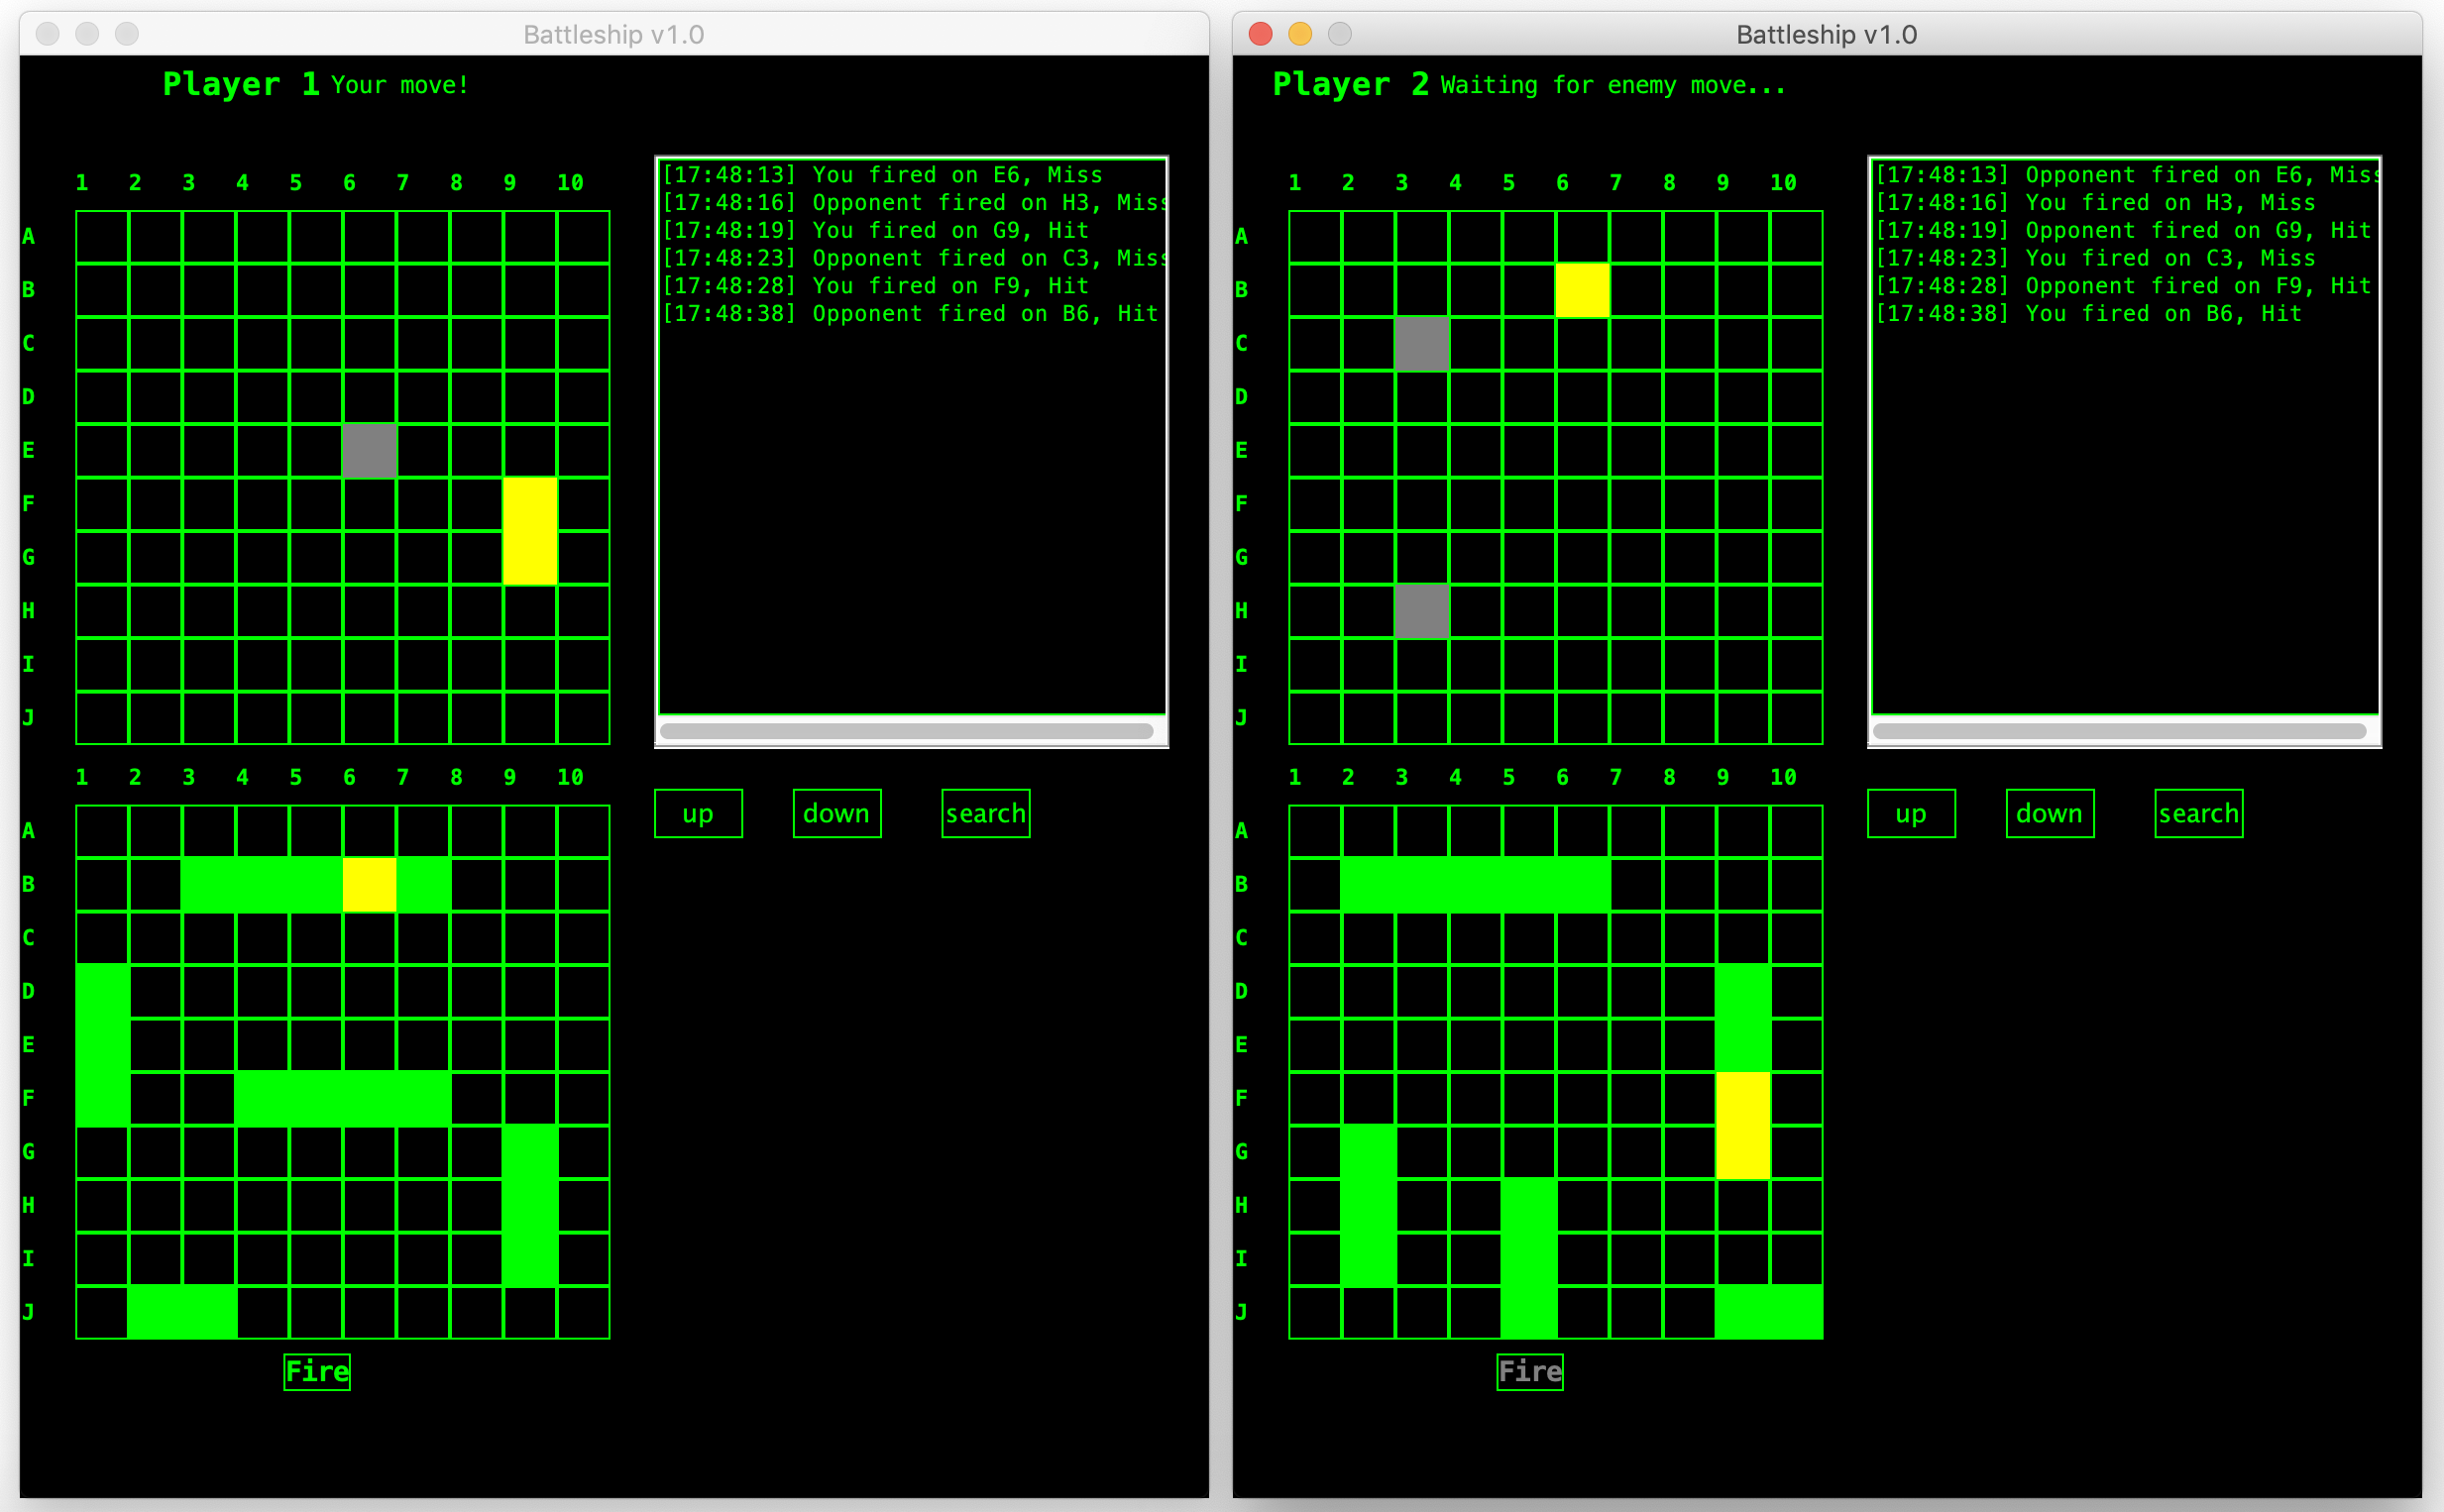 Battleship v1.0
Player 1 Your move!
1 2 3 4 5 6 7 8 9 10
A
B
C
D
E
F
G
H
I
J
[17:48:13] You fired on E6, Miss
[17:48:16] Opponent fired on H3, Miss
[17:48:19] You fired on G9, Hit
[17:48:23] Opponent fired on C3, Miss
[17:48:28] You fired on F9, Hit
[17:48:38] Opponent fired on B6, Hit
1 2 3 4 5 6 7 8 9 10
A
B
C
D
E
F
G
H
I
J
up down search
Fire
Battleship v1.0
Player 2 Waiting for enemy move...
1 2 3 4 5 6 7 8 9 10
A
B
C
D
E
F
G
H
I
J
[17:48:13] Opponent fired on E6, Miss
[17:48:16] You fired on H3, Miss
[17:48:19] Opponent fired on G9, Hit
[17:48:23] You fired on C3, Miss
[17:48:28] Opponent fired on F9, Hit
[17:48:38] You fired on B6, Hit
1 2 3 4 5 6 7 8 9 10
A
B
C
D
E
F
G
H
I
J
up down search
Fire